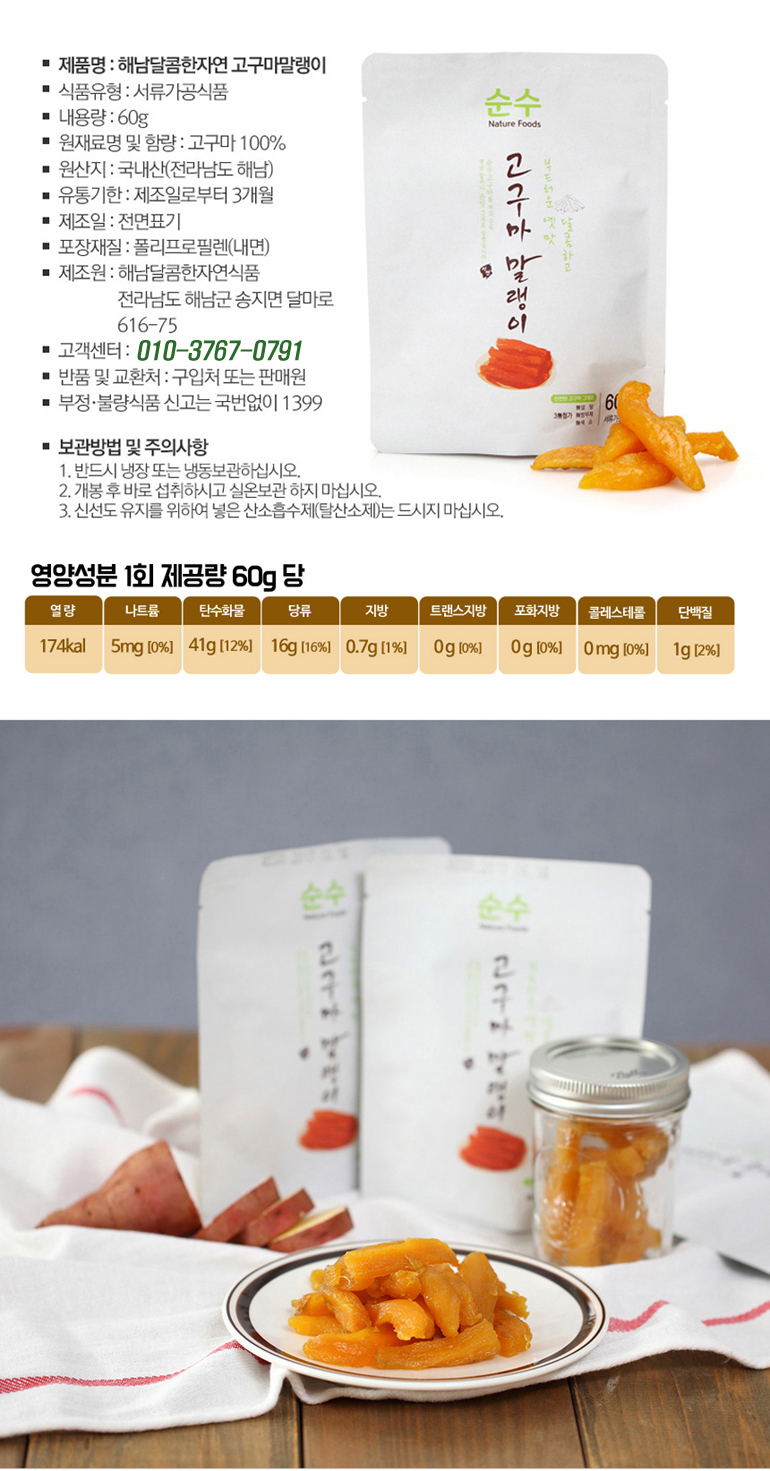 제품명 : 해남달콤한자연 고구마말랭이
식품유형 : 서류가공식품
내용량 : 60g
원재료명 및 함량 : 고구마 100%
원산지 : 국내산(전라남도 해남)
유통기한 : 제조일로부터 3개월
제조일 : 전면표기
포장재질 : 폴리프로필렌(내면)
제조원 : 해남달콤한자연식품
전라남도 해남군 송지면 달마로
616-75
고객센터 : 010-3767-0791
반품 및 교환처 : 구입처 또는 판매원
부정·불량식품 신고는 국번없이 1399
보관방법 및 주의사항
1. 반드시 냉장 또는 냉동보관하십시오.
2. 개봉 후 바로 섭취하시고 실온보관 하지 마십시오.
3. 신선도 유지를 위하여 넣은 산소흡수제(탈산소제)는 드시지 마십시오.
순수
Nature Foods
고구마 말랭이
부드러운 옛맛
달콤하고
3無첨가
영양성분 1회 제공량 60g 당
열량 나트륨 탄수화물 당류 지방 트랜스지방 포화지방 콜레스테롤 단백질
174kal 5mg [0%] 41g [12%] 16g [16%] 0.7g [1%] 0g [0%] 0g [0%] 0mg [0%] 1g [2%]
순수
Nature Foods
고구마 말랭이
순수
Nature Foods
고구마 말랭이